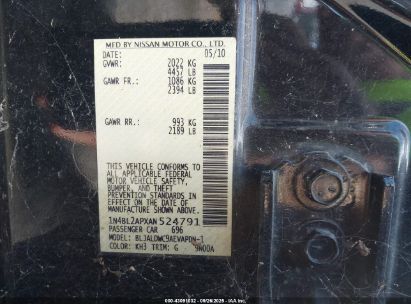 MFD BY NISSAN MOTOR CO., LTD.
DATE: 05/10
GVWR: 2022 KG
4457 LB
GAWR FR.: 1086 KG
2394 LB
GAWR RR.: 993 KG
2189 LB
THIS VEHICLE CONFORMS TO
ALL APPLICABLE FEDERAL
MOTOR VEHICLE SAFETY,
BUMPER, AND THEFT
PREVENTION STANDARDS
IN EFFECT ON THE DATE OF
MANUFACTURE SHOWN ABOVE.
1N4BL2APXAN524791
PASSENGER CAR 696
MODEL: BLJALDWC9AEVAPDN-1
COLOR: KH3 TRIM: G 9N00A